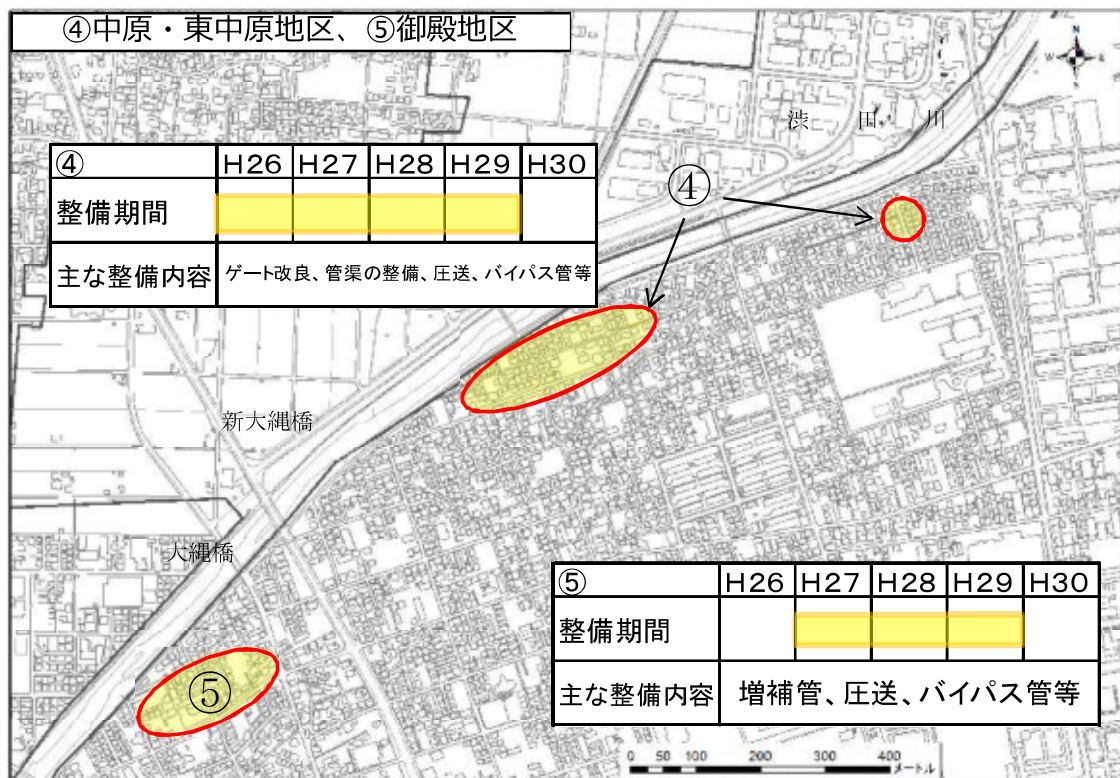 ④中原・東中原地区、⑤御殿地区
N
W
E
S
渋田川
④ H26 H27 H28 H29 H30
整備期間
主な整備内容 ゲート改良、管渠の整備、圧送、バイパス管等
④
新大縄橋
大縄橋
⑤ H26 H27 H28 H29 H30
整備期間
主な整備内容 増補管、圧送、バイパス管等
⑤
0 50 100 200 300 400
メートル